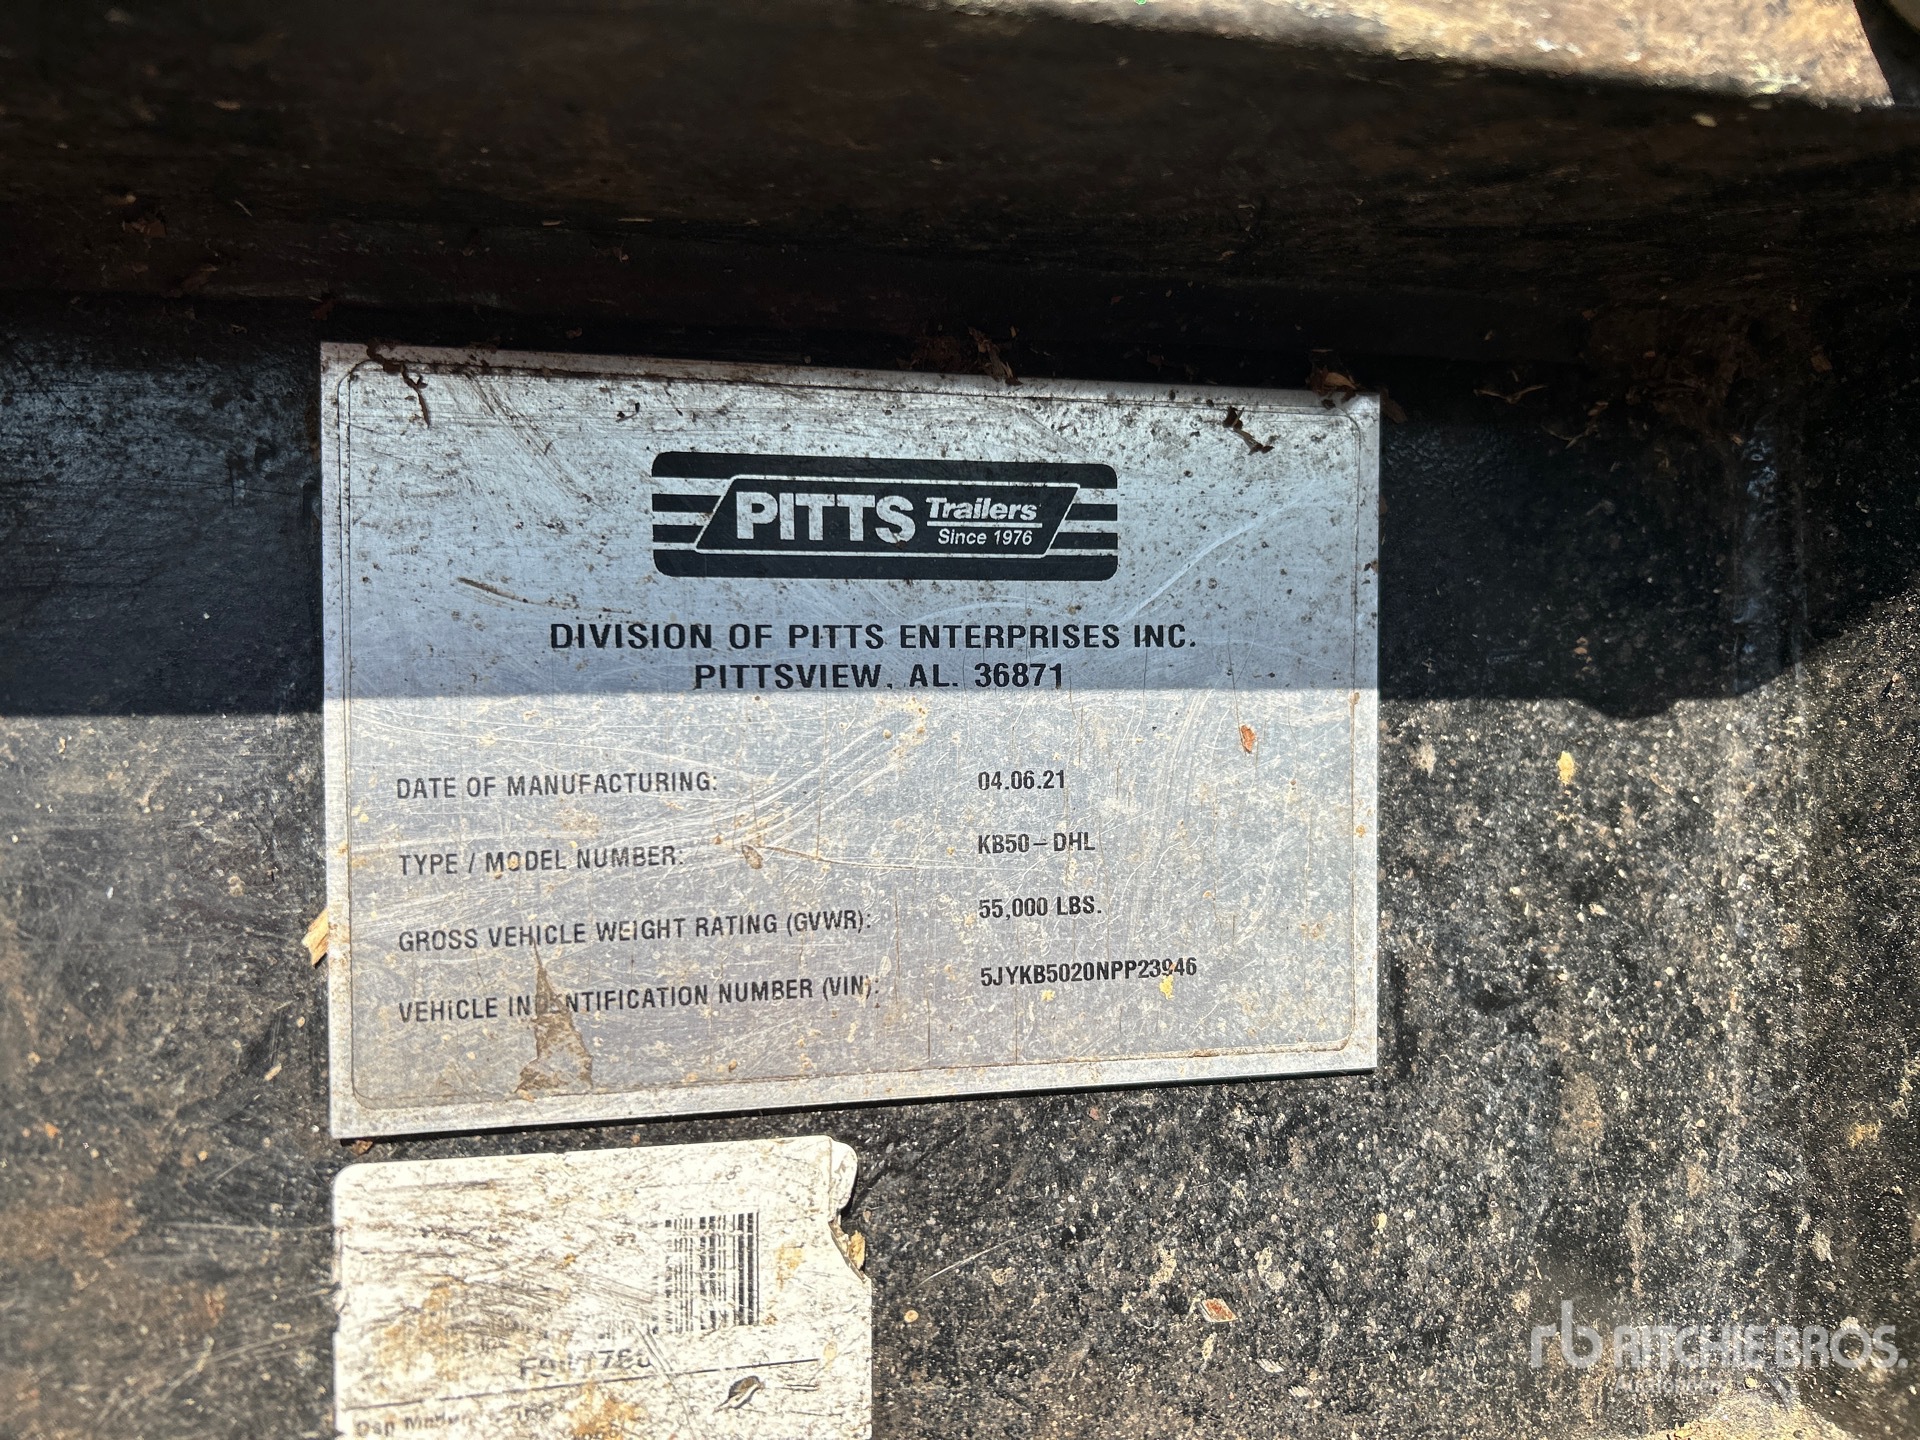 PITTS Trailers
Since 1976
DIVISION OF PITTS ENTERPRISES INC.
PITTSVIEW, AL. 36871
DATE OF MANUFACTURING: 04.06.21
TYPE / MODEL NUMBER: KB50-DHL
GROSS VEHICLE WEIGHT RATING (GVWR): 55,000 LBS.
VEHICLE IDENTIFICATION NUMBER (VIN): 5JYKB5020NPP23946
rb RITCHIE BROS.
Auctioneers